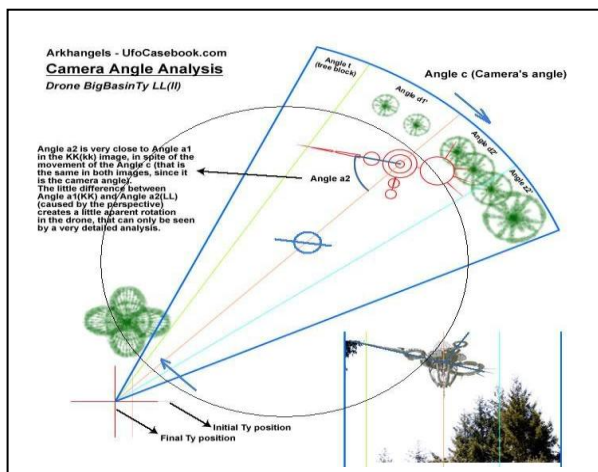 Arkhangels - UfoCasebook.com
Camera Angle Analysis
Drone BigBasinTy LL(II)
Angle t
(free block)
Angle c (Camera's angle)
Angle d1'
Angle d2'
Angle z2'
Angle a2 is very close to Angle a1
in the KK(kk) image, in spite of the
movement of the Angle c (that is
the same in both images, since it
is the camera angle).
The little difference between
Angle a1(KK) and Angle a2(LL)
(caused by the perspective)
creates a little aparent rotation
in the drone, that can only be seen
by a very detailed analysis.
Angle a2
Initial Ty position
Final Ty position